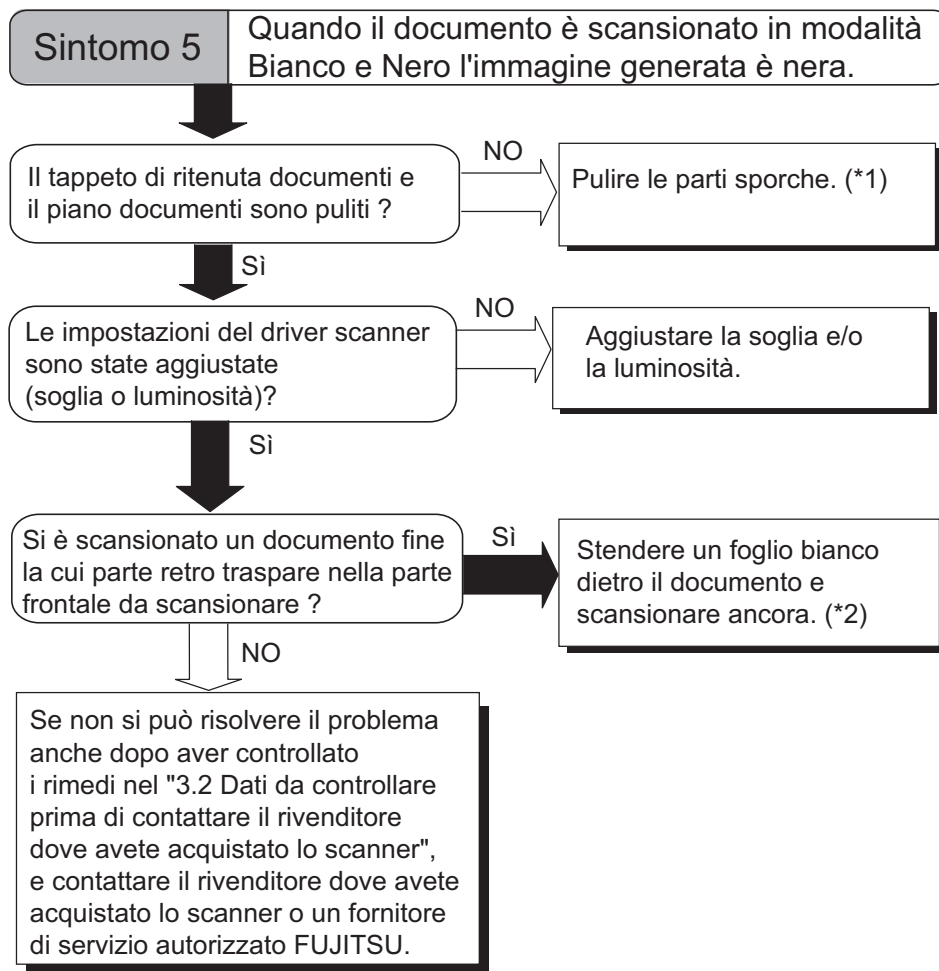 Sintomo 5
Quando il documento è scansionato in modalità
Bianco e Nero l'immagine generata è nera.
Il tappeto di ritenuta documenti e
il piano documenti sono puliti ?
NO
Pulire le parti sporche. (*1)
Sì
Le impostazioni del driver scanner
sono state aggiustate
(soglia o luminosità)?
NO
Aggiustare la soglia e/o
la luminosità.
Sì
Si è scansionato un documento fine
la cui parte retro traspare nella parte
frontale da scansionare ?
Sì
Stendere un foglio bianco
dietro il documento e
scansionare ancora. (*2)
NO
Se non si può risolvere il problema
anche dopo aver controllato
i rimedi nel "3.2 Dati da controllare
prima di contattare il rivenditore
dove avete acquistato lo scanner",
e contattare il rivenditore dove avete
acquistato lo scanner o un fornitore
di servizio autorizzato FUJITSU.